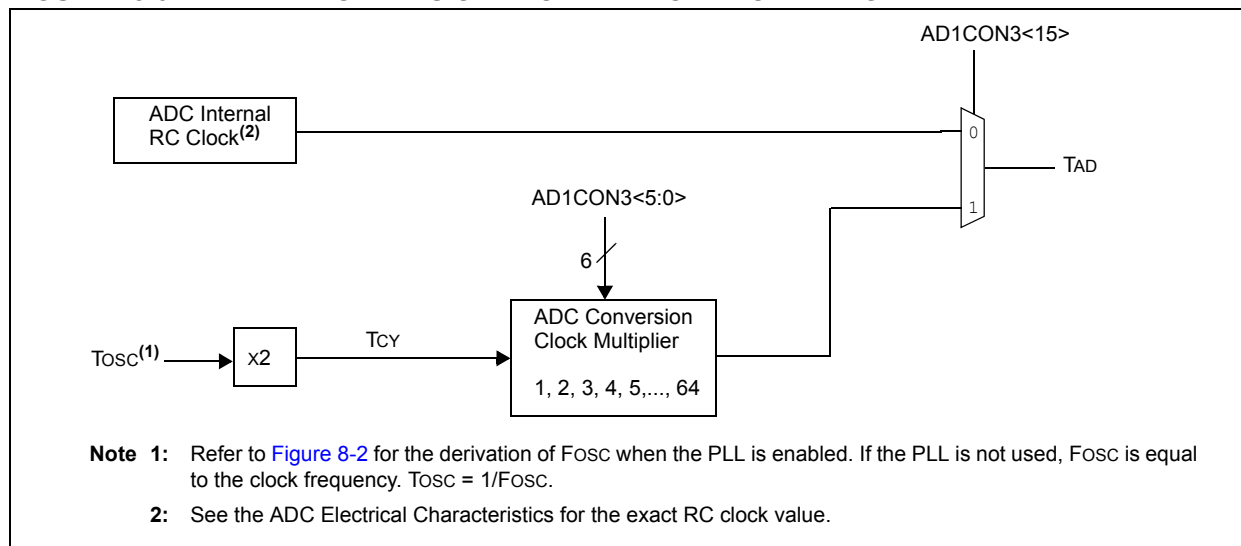 AD1CON3<15>
ADC Internal
RC Clock(2)
0
TAD
AD1CON3<5:0>
1
6
ADC Conversion
Clock Multiplier
TOSC(1)
X2
TCY
1, 2, 3, 4, 5,..., 64
Note 1: Refer to Figure 8-2 for the derivation of FOSC when the PLL is enabled. If the PLL is not used, FOSC is equal
to the clock frequency. TOSC = 1/FOSC.
2: See the ADC Electrical Characteristics for the exact RC clock value.